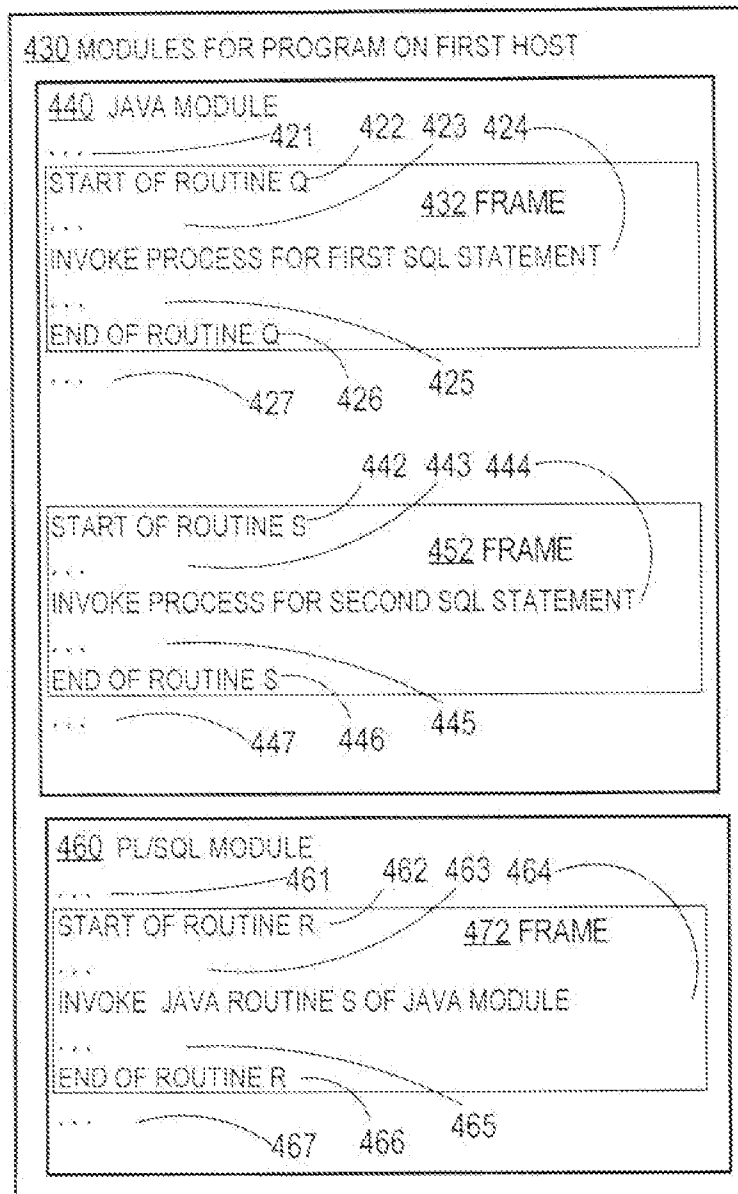 430 MODULES FOR PROGRAM ON FIRST HOST
440 JAVA MODULE
... 421 422 423 424
START OF ROUTINE Q
432 FRAME
...
INVOKE PROCESS FOR FIRST SQL STATEMENT
...
END OF ROUTINE Q
... 427 426 425
442 443 444
START OF ROUTINE S
452 FRAME
...
INVOKE PROCESS FOR SECOND SQL STATEMENT
...
END OF ROUTINE S
... 447 446 445
460 PL/SQL MODULE
... 461 462 463 464
START OF ROUTINE R 472 FRAME
...
INVOKE JAVA ROUTINE S OF JAVA MODULE
...
END OF ROUTINE R
... 467 466 465